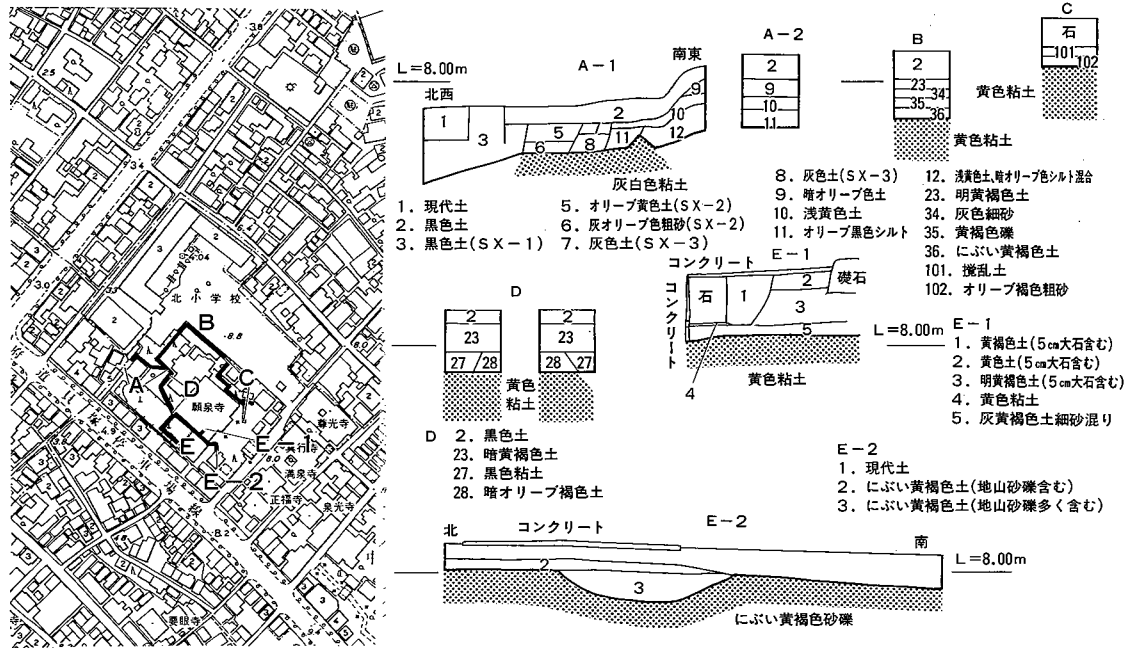 L=8.00m
A-1
南東
北西
1
3
2
5
6
7
8
9
10
11
12
灰白色粘土
A-2
2
9
10
11
B
2
23
34
35
36
黄色粘土
C
石
101
102
黄色粘土
1. 現代土
2. 黒色土
3. 黒色土(SX-1)
5. オリーブ黄色土(SX-2)
6. 灰オリーブ色粗砂(SX-2)
7. 灰色土(SX-3)
8. 灰色土(SX-3)
9. 暗オリーブ色土
10. 浅黄色土
11. オリーブ黒色シルト
12. 浅黄色土、暗オリーブ色シルト混合
23. 明黄褐色土
34. 灰色細砂
35. 黄褐色礫
36. にぶい黄褐色土
101. 撹乱土
102. オリーブ褐色粗砂
D
2
23
27
28
2
23
28
27
黄色
粘土
D 2. 黒色土
23. 暗黄褐色土
27. 黒色粘土
28. 暗オリーブ褐色土
コンクリート
E-1
コンクリート
石
1
2
礎石
3
5
4
L=8.00m
黄色粘土
E-1
1. 黄褐色土(5cm大石含む)
2. 黄色土(5cm大石含む)
3. 明黄褐色土(5cm大石含む)
4. 黄色粘土
5. 灰黄褐色土細砂混り
E-2
1. 現代土
2. にぶい黄褐色土(地山砂礫含む)
3. にぶい黄褐色土(地山砂礫多く含む)
北
コンクリート
E-2
南
2
3
L=8.00m
にぶい黄褐色砂礫
北小学校
B
A
D
C
願泉寺
尊光寺
E
E-1
E-2
満泉寺
正福寺
泉光寺
要眼寺